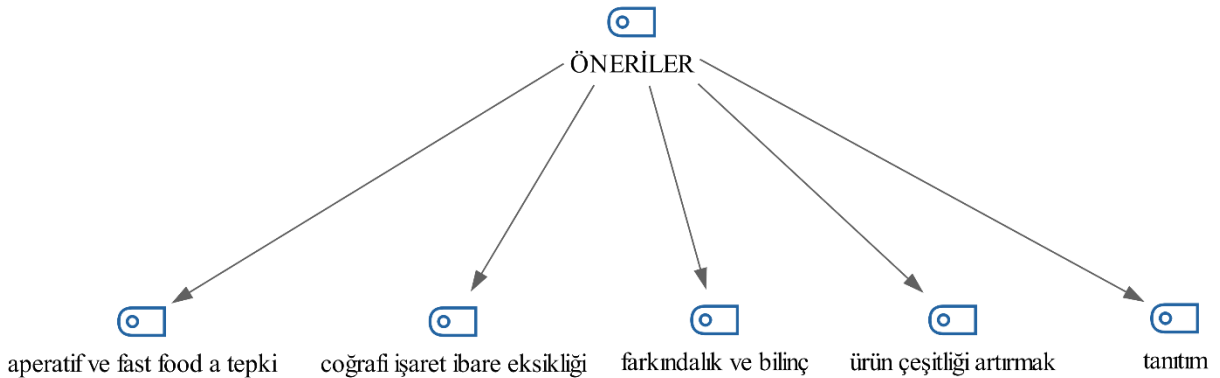 ÖNERİLER
aperatif ve fast food a tepki
coğrafi işaret ibare eksikliği
farkındalık ve bilinç
ürün çeşitliği artırmak
tanıtım